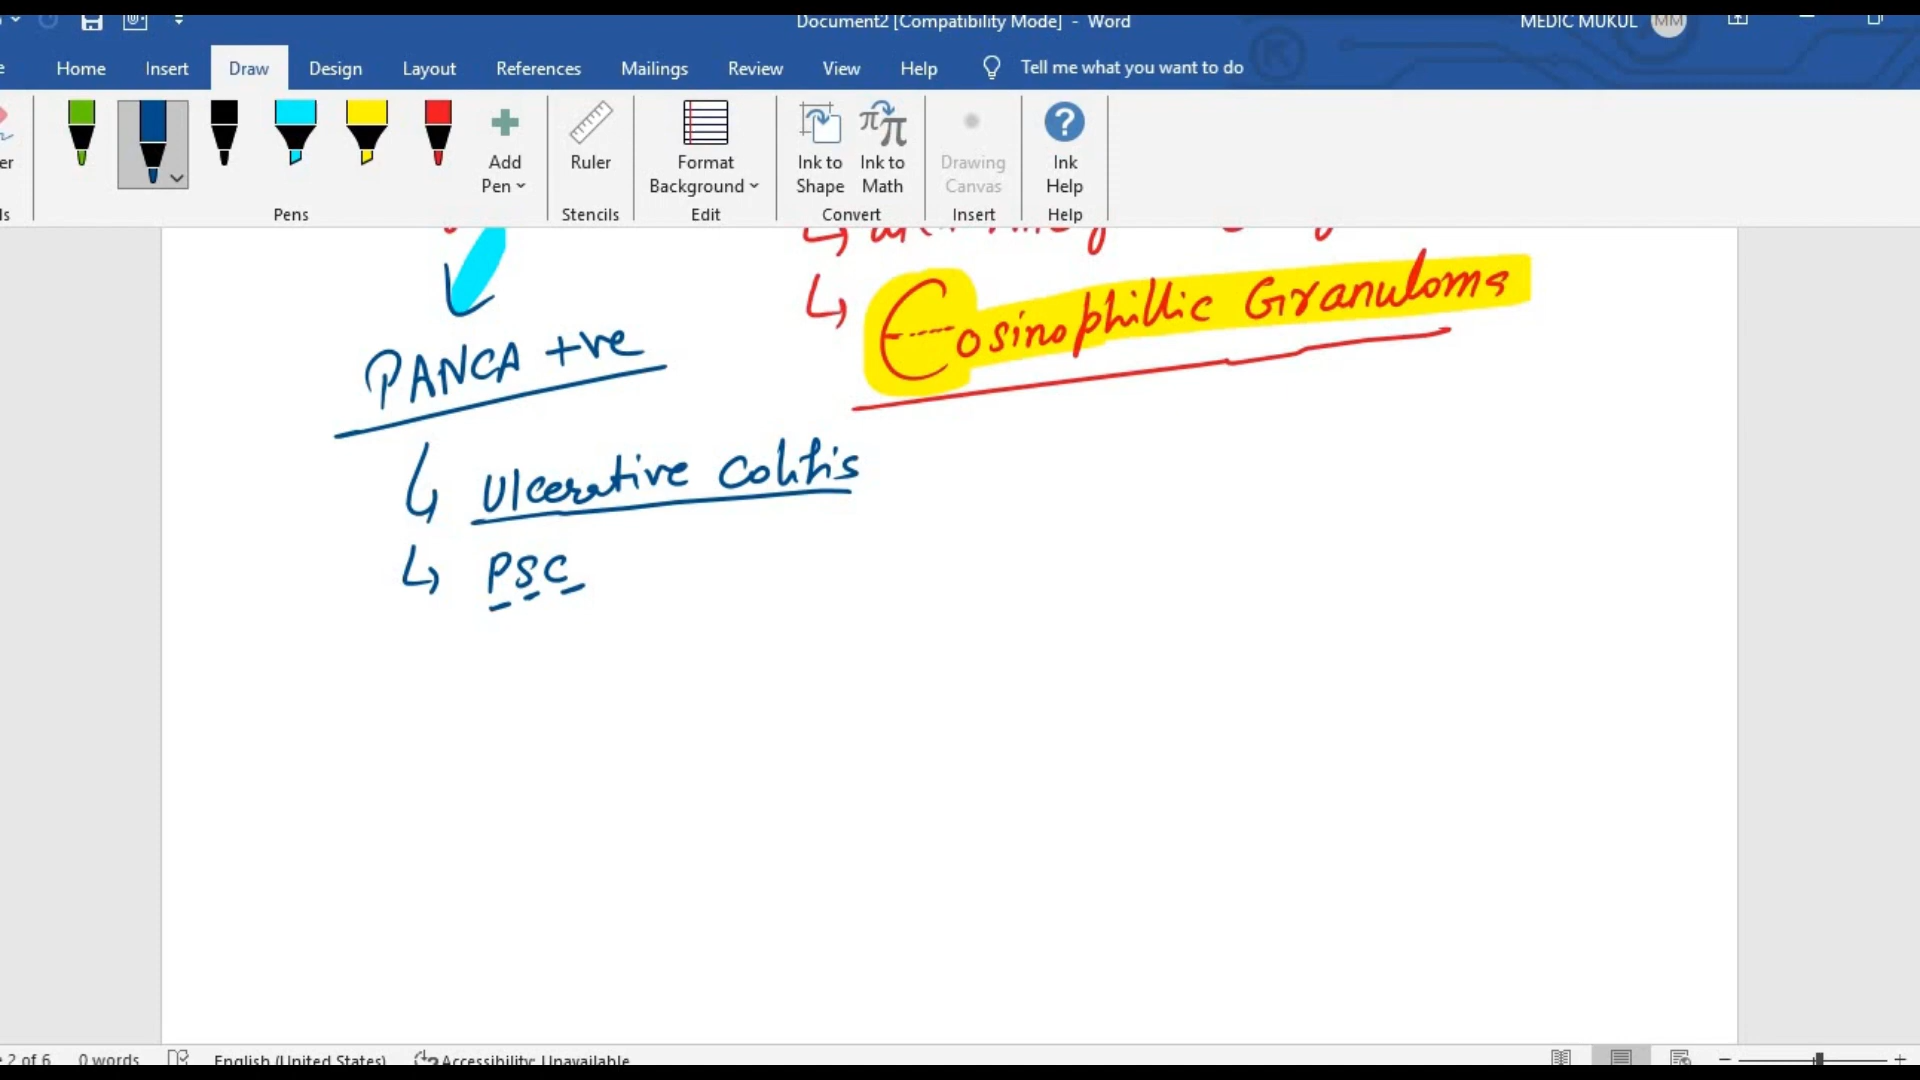 Document2 [Compatibility Mode] - Word
MEDIC MUKUL MM
Home Insert Draw Design Layout References Mailings Review View Help Tell me what you want to do
er
Add Pen
Ruler
Format Background
Ink to Shape
Ink to Math
Drawing Canvas
Ink Help
ls Pens Stencils Edit Convert Insert Help
Eosinophillic Granuloms
PANCA +ve
Ulcerative Colitis
PSC
2 of 6 0 words English (United States) Accessibility: Unavailable